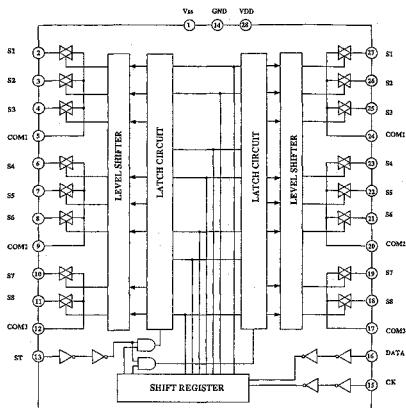 Vss GND VDD
1 14 28
S1 2 27 S1
S2 3 26 S2
S3 4 25 S3
COM1 5 24 COM1
S4 6 23 S4
S5 7 22 S5
S6 8 21 S6
COM2 9 20 COM2
S7 10 19 S7
S8 11 18 S8
COM3 12 17 COM3
ST 13 16 DATA
15 CK
LEVEL SHIFTER
LATCH CIRCUIT
LATCH CIRCUIT
LEVEL SHIFTER
SHIFT REGISTER